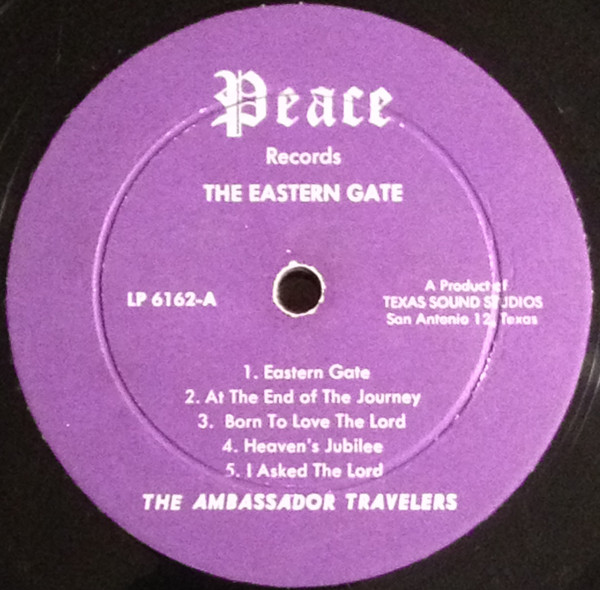 Peace
Records
THE EASTERN GATE
LP 6162-A
A Product of
TEXAS SOUND STUDIOS
San Antonio 12, Texas
1. Eastern Gate
2. At The End of The Journey
3. Born To Love The Lord
4. Heaven's Jubilee
5. I Asked The Lord
THE AMBASSADOR TRAVELERS